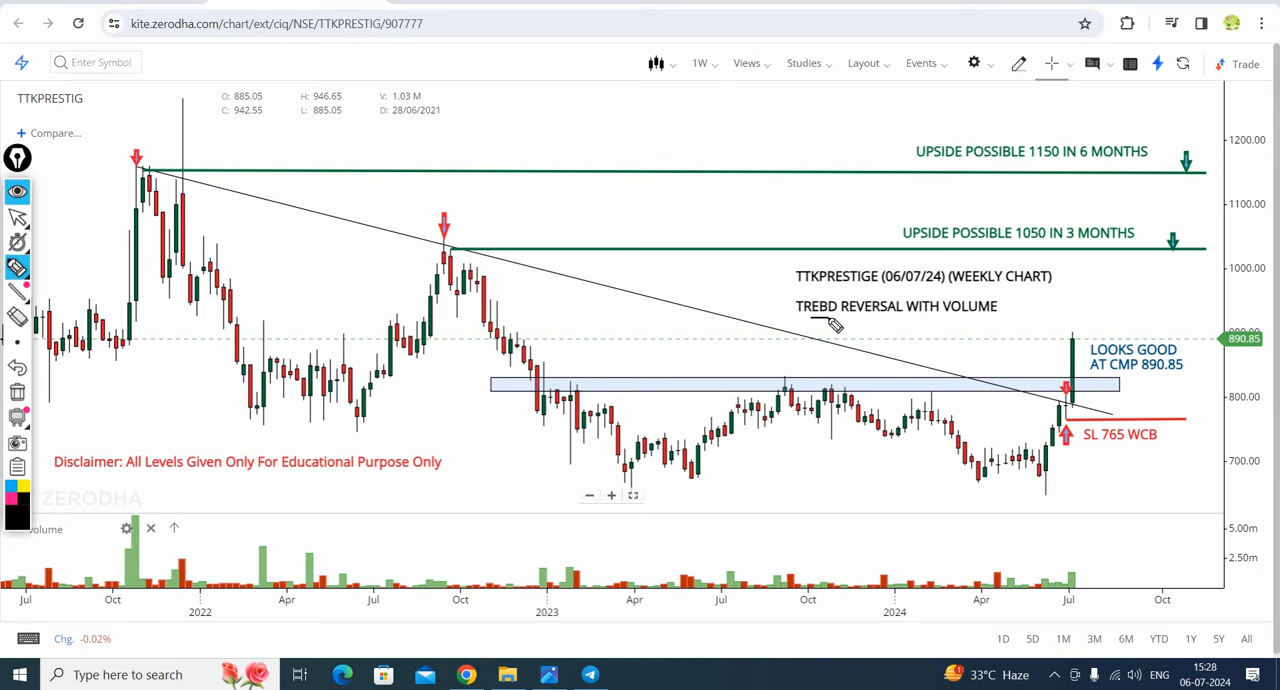 kite.zerodha.com/chart/ext/ciq/NSE/TTKPRESTIG/907777
Enter Symbol
1W
Views
Studies
Layout
Events
Trade
TTKPRESTIG
O: 885.05 H: 946.65 V: 1.03 M
C: 942.55 L: 885.05 D: 28/06/2021
+ Compare...
1200.00
UPSIDE POSSIBLE 1150 IN 6 MONTHS
1100.00
UPSIDE POSSIBLE 1050 IN 3 MONTHS
1000.00
TTKPRESTIGE (06/07/24) (WEEKLY CHART)
TREBD REVERSAL WITH VOLUME
890.85
LOOKS GOOD
AT CMP 890.85
800.00
SL 765 WCB
Disclaimer: All Levels Given Only For Educational Purpose Only
700.00
ZERODHA
volume
5.00m
2.50m
Jul Oct Apr Jul Oct Apr Jul Oct Apr Jul Oct
2022 2023 2024
Chg. -0.02%
1D 5D 1M 3M 6M YTD 1Y 5Y All
Type here to search
33°C Haze
ENG
15:28
06-07-2024